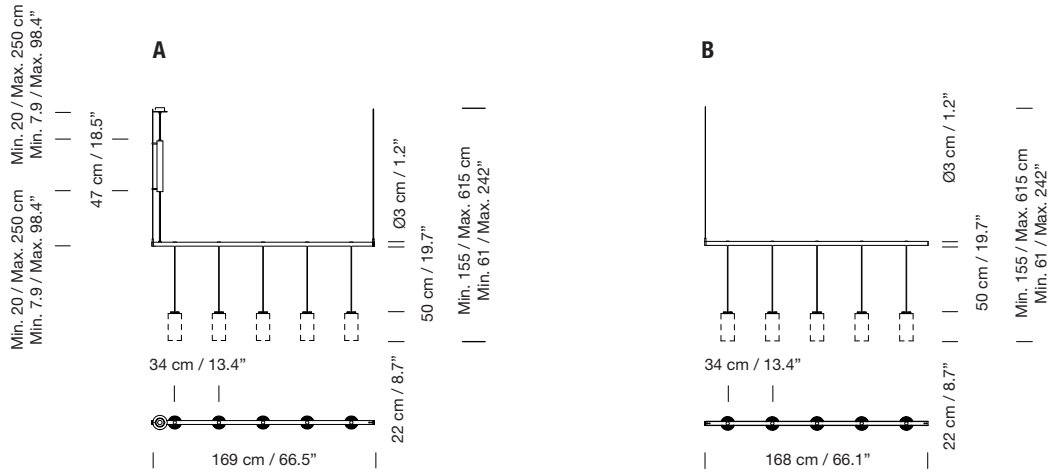 A
Min. 20 / Max. 250 cm
Min. 7.9 / Max. 98.4”
47 cm / 18.5”
Min. 20 / Max. 250 cm
Min. 7.9 / Max. 98.4”
Ø3 cm / 1.2”
50 cm / 19.7”
Min. 155 / Max. 615 cm
Min. 61 / Max. 242”
34 cm / 13.4”
22 cm / 8.7”
169 cm / 66.5”
B
Ø3 cm / 1.2”
50 cm / 19.7”
Min. 155 / Max. 615 cm
Min. 61 / Max. 242”
34 cm / 13.4”
22 cm / 8.7”
168 cm / 66.1”